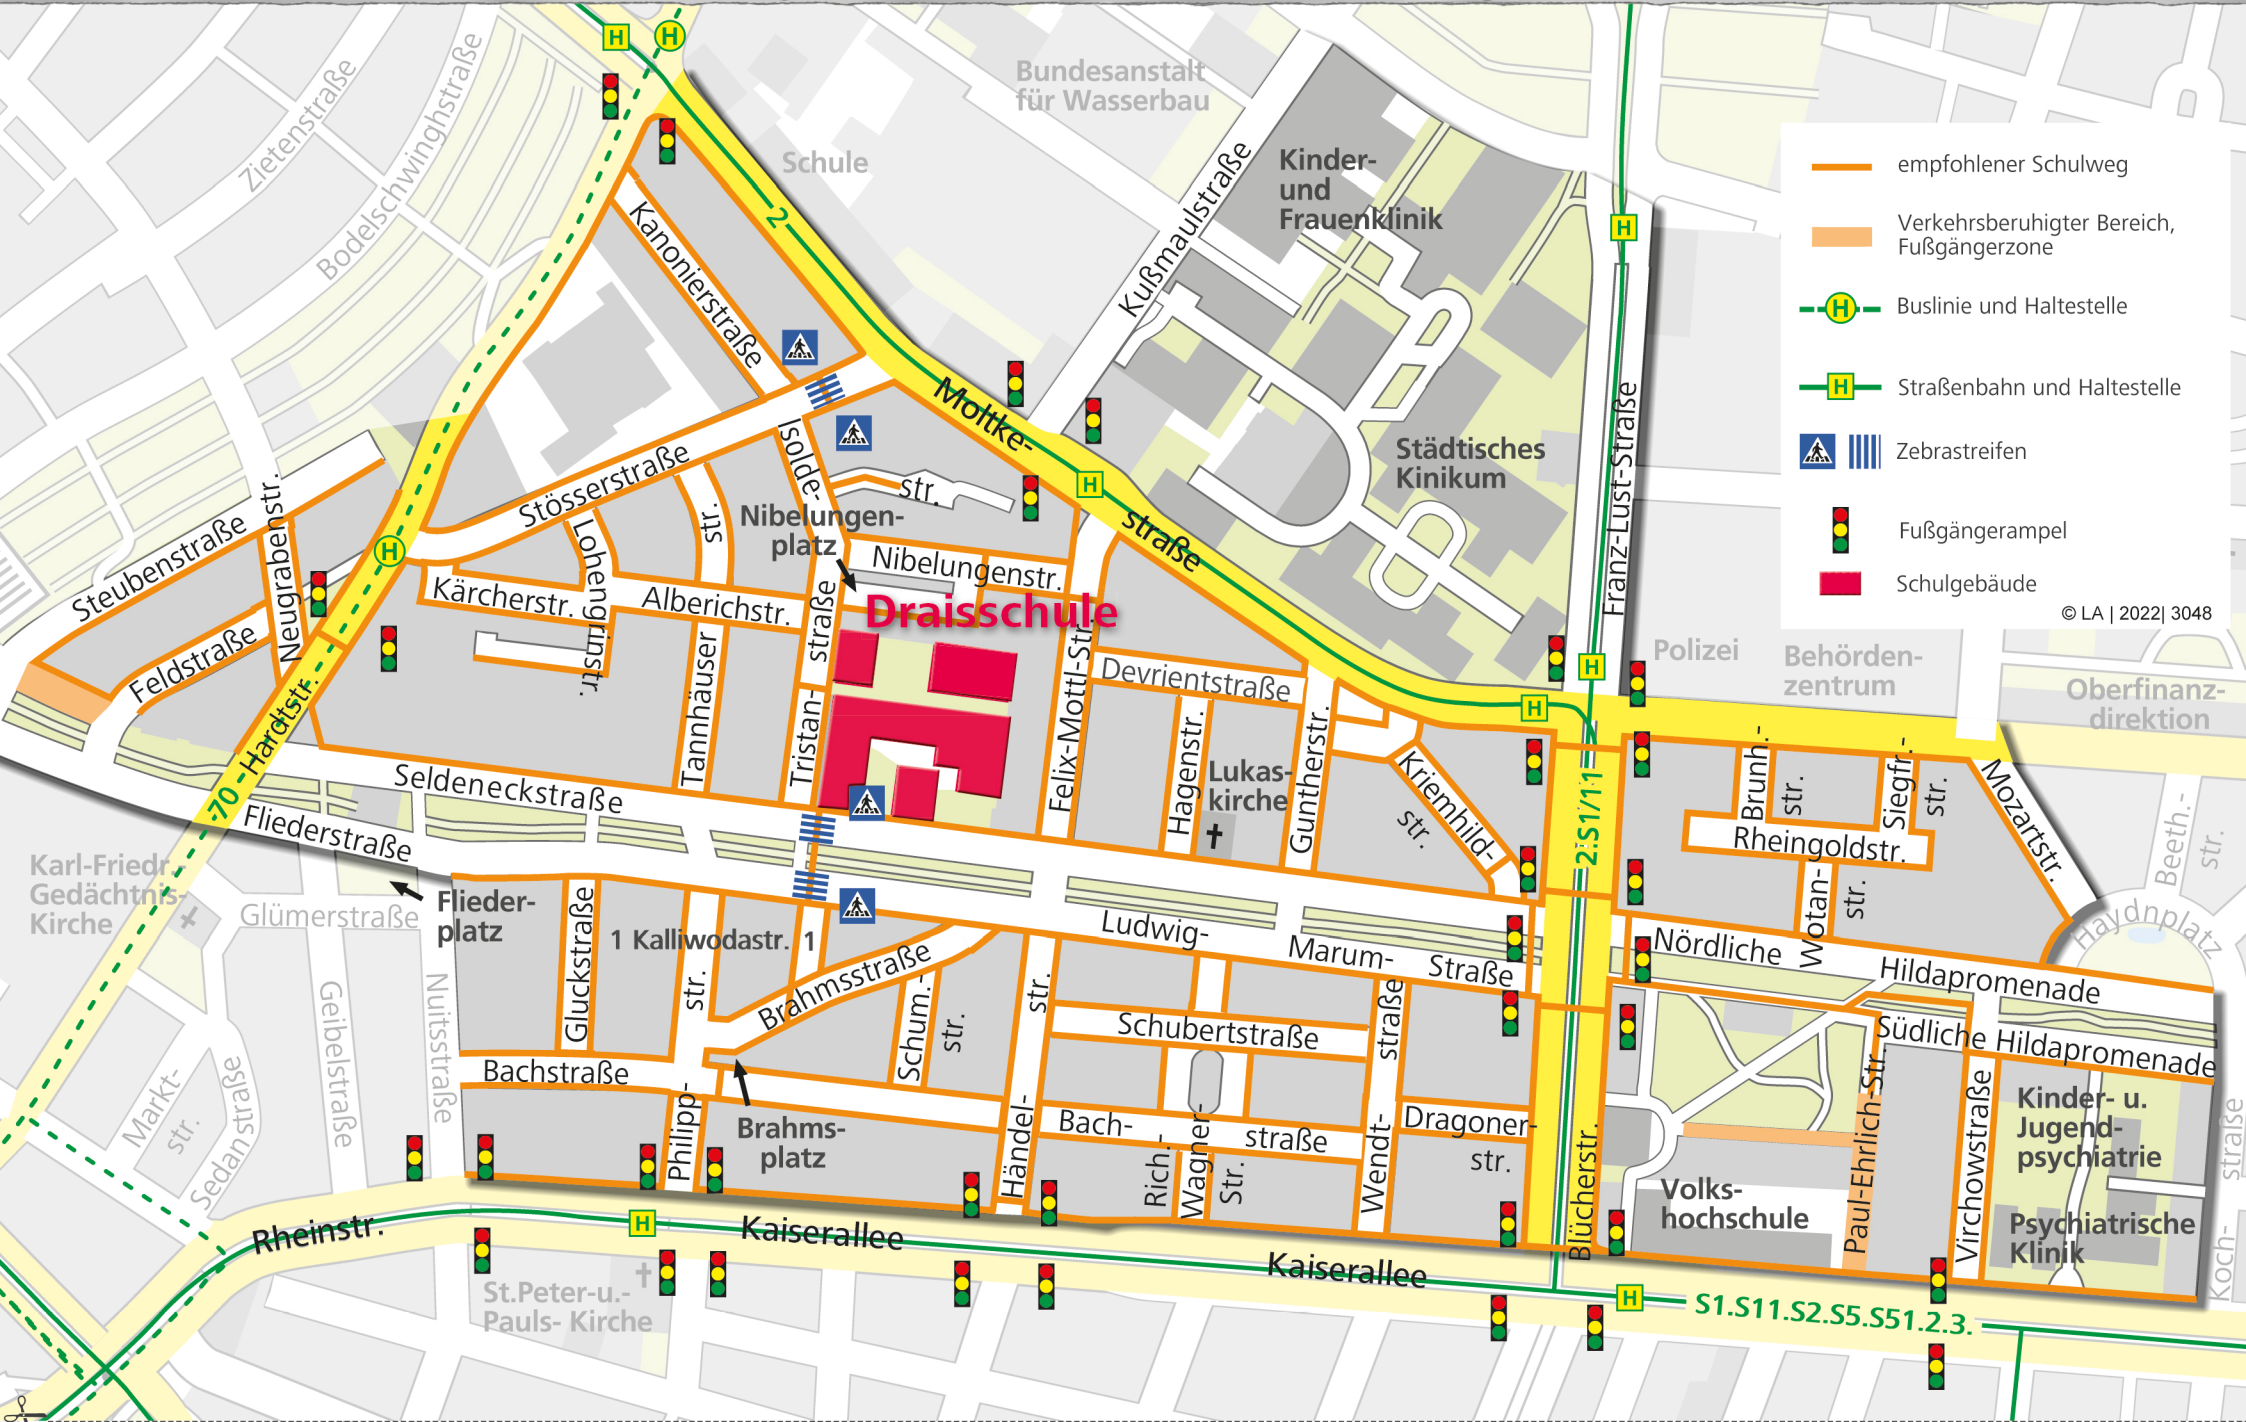 H
H
Zietenstraße
Bodelschwinghstraße
Bundesanstalt
für Wasserbau
Schule
2
Kanonierstraße
Kußmaulstraße
Kinder-
und
Frauenklinik
H
empfohlener Schulweg
Verkehrsberuhigter Bereich,
Fußgängerzone
H
Buslinie und Haltestelle
H
Straßenbahn und Haltestelle
Zebrastreifen
Fußgängerampel
Schulgebäude
© LA | 2022| 3048
Moltke-
straße
H
Städtisches
Kinikum
Franz-Lust-Straße
Stösserstraße
Isolde-
str.
Nibelungen-
platz
Nibelungenstr.
Draisschule
Steubenstraße
Neugrabenstr.
Feldstraße
H
Hardtstr.
70
Kärcherstr.
Lohengrinstr.
Alberichstr.
str.
Tannhäuser
Tristan-
straße
Felix-Mottl-Str.
Devrientstraße
Hagenstr.
Guntherstr.
Lukas-
kirche
Kriemhild-
str.
H
H
Polizei
Behörden-
zentrum
Oberfinanz-
direktion
2.S1/11
Brunh.-
str.
Siegfr.-
str.
Rheingoldstr.
Wotan-
str.
Mozartstr.
Beeth.-
str.
Haydnplatz
Seldeneckstraße
Fliederstraße
Flieder-
platz
Karl-Friedr.-
Gedächtnis-
Kirche
Glümerstraße
Geibelstraße
Nuitsstraße
Markt-
str.
Sedanstraße
Gluckstraße
1 Kalliwodastr.
1
Philipp-
str.
Brahmsstraße
Schum.-
str.
Händel-
str.
Ludwig-
Marum-
Straße
Nördliche
Hildapromenade
Südliche Hildapromenade
Schubertstraße
Wendt-
straße
Bachstraße
Brahms-
platz
Bach-
straße
Rich.-
Wagner-
Str.
Dragoner-
str.
Blücherstr.
Volks-
hochschule
Paul-Ehrlich-Str.
Virchowstraße
Kinder- u.
Jugend-
psychiatrie
Psychiatrische
Klinik
Koch-
straße
Rheinstr.
H
Kaiserallee
Kaiserallee
H
S1.S11.S2.S5.S51.2.3.
St.Peter-u.-
Pauls- Kirche